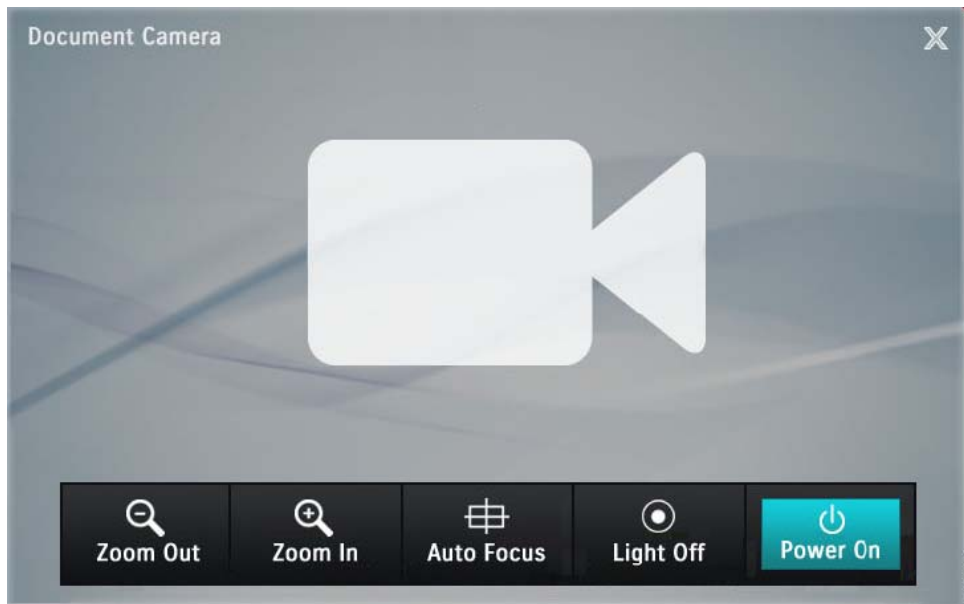 Document Camera
X
Zoom Out
Zoom In
Auto Focus
Light Off
Power On